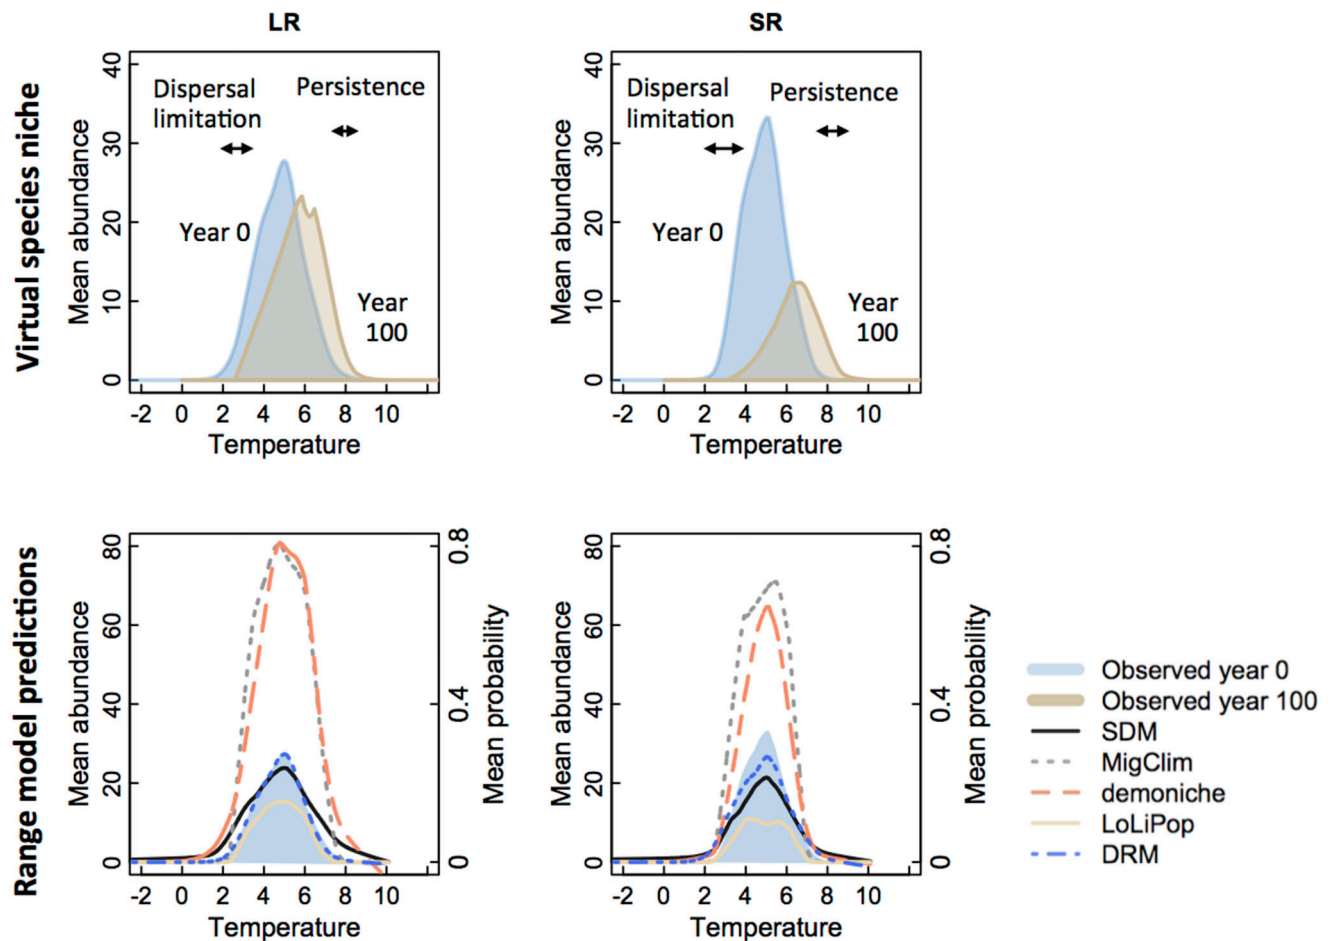 LR
SR
Virtual species niche
Mean abundance
40
30
20
10
0
Dispersal
limitation
Persistence
Year 0
Year
100
-2 0 2 4 6 8 10
Temperature
Mean abundance
40
30
20
10
0
Dispersal
limitation
Persistence
Year 0
Year
100
-2 0 2 4 6 8 10
Temperature
Range model predictions
Mean abundance
80
60
40
20
0
0.8
0.4
0
Mean probability
-2 0 2 4 6 8 10
Temperature
Mean abundance
80
60
40
20
0
0.8
0.4
0
Mean probability
-2 0 2 4 6 8 10
Temperature
Observed year 0
Observed year 100
SDM
MigClim
demoniche
LoLiPop
DRM